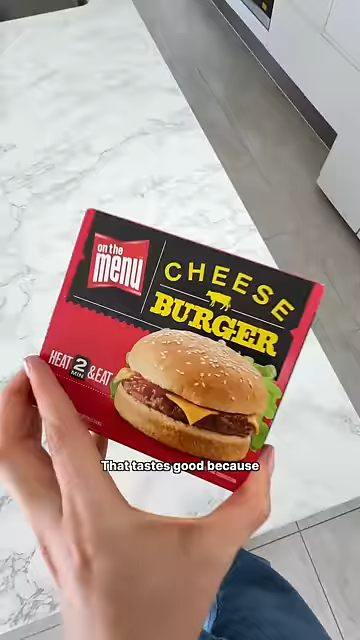 on the
menu
CHEESE
BURGER
HEAT 2 MIN & EAT
That tastes good because